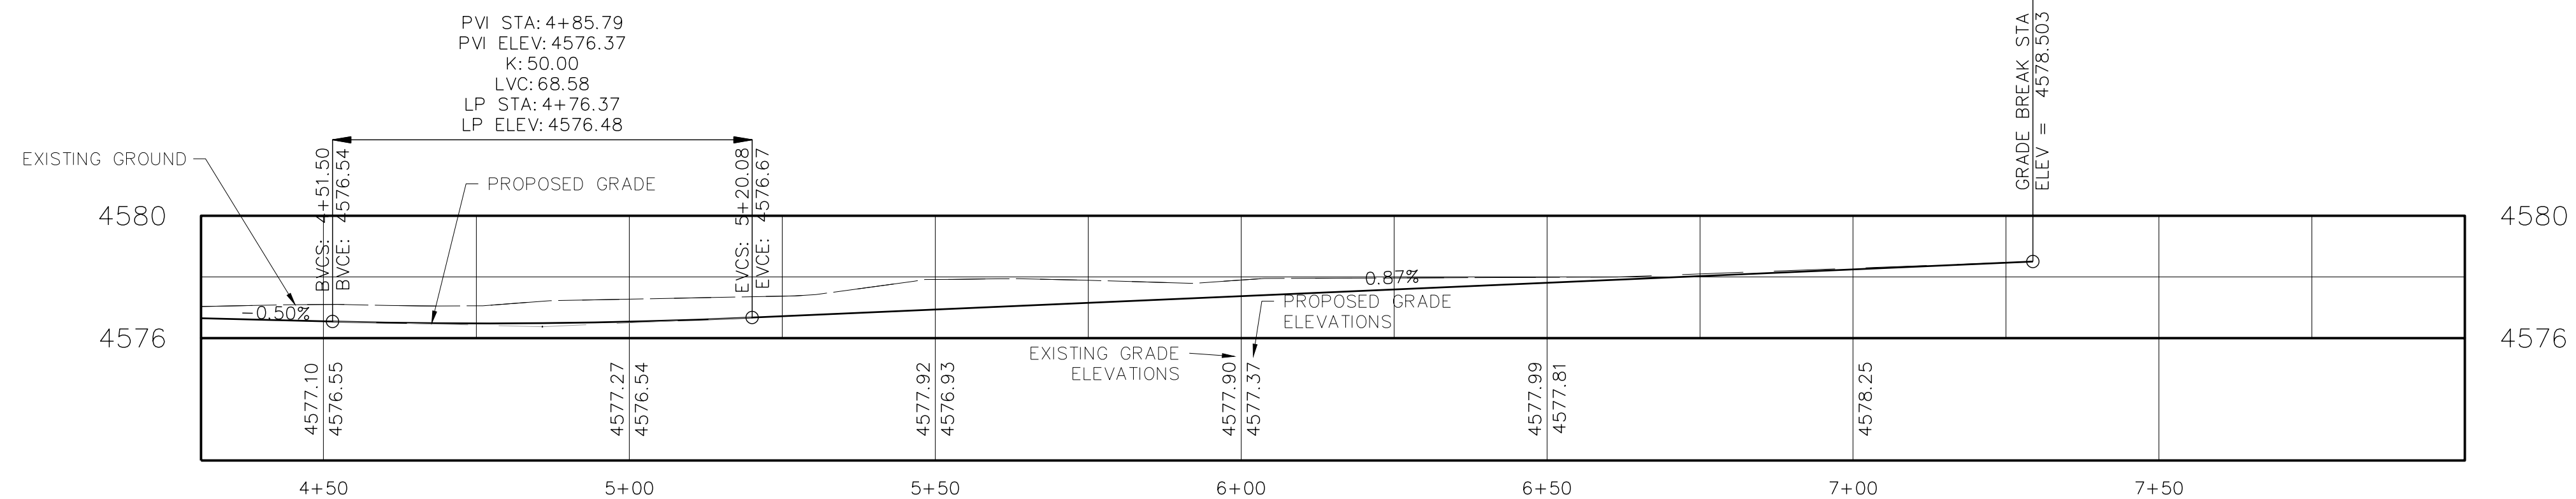 PVI STA: 4+85.79
PVI ELEV: 4576.37
K: 50.00
LVC: 68.58
LP STA: 4+76.37
LP ELEV: 4576.48
GRADE BREAK STA
ELEV = 4578.503
EXISTING GROUND
BVCS: 4+51.50
BVCE: 4576.54
PROPOSED GRADE
EVCS: 5+20.08
EVCE: 4576.67
4580
4580
-0.50%
0.87%
PROPOSED GRADE
ELEVATIONS
4576
4576
EXISTING GRADE
ELEVATIONS
4577.10
4576.55
4577.27
4576.54
4577.92
4576.93
4577.90
4577.37
4577.99
4577.81
4578.25
4+50
5+00
5+50
6+00
6+50
7+00
7+50